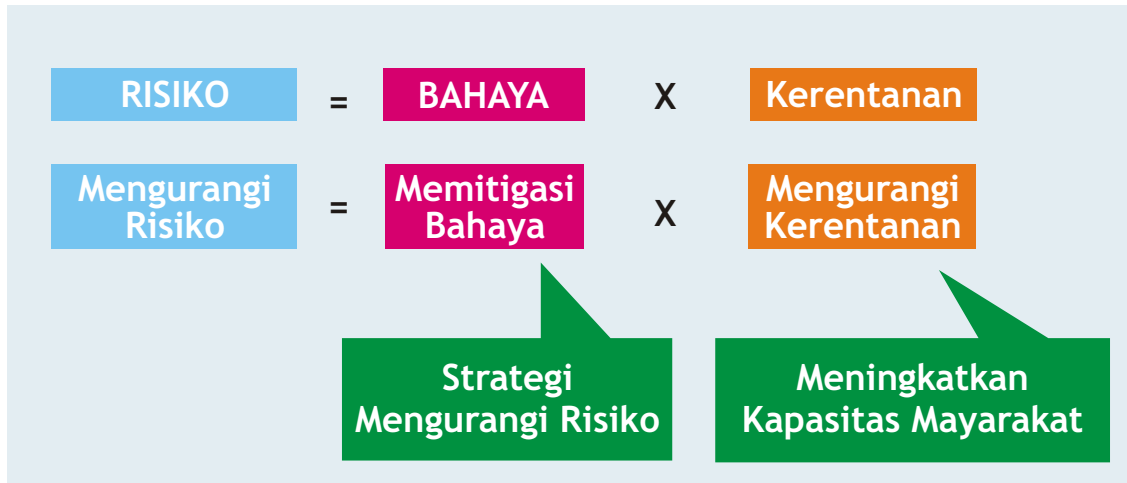 RISIKO = BAHAYA X Kerentanan
Mengurangi
Risiko
=
Memitigasi
Bahaya
X
Mengurangi
Kerentanan
Strategi
Mengurangi Risiko
Meningkatkan
Kapasitas Mayarakat